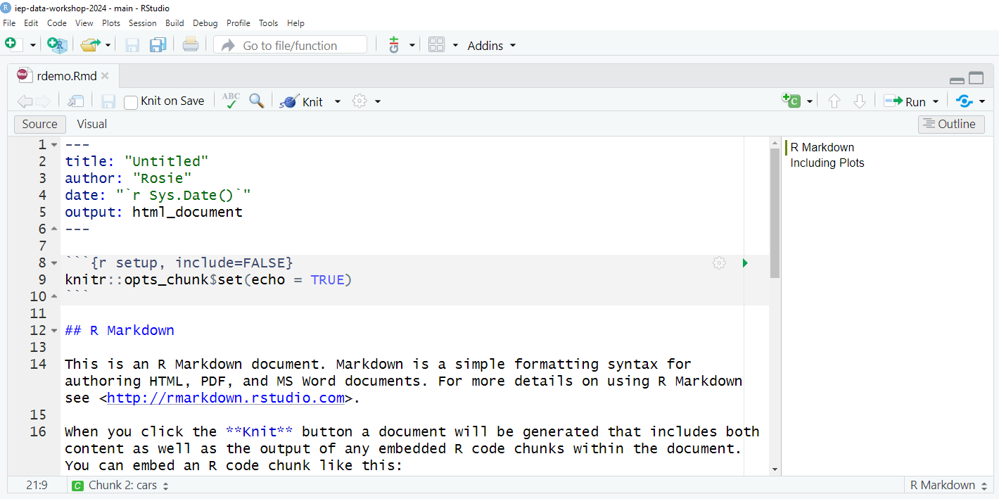 iep-data-workshop-2024 - main - RStudio
File Edit Code View Plots Session Build Debug Profile Tools Help
Go to file/function Addins
rdemo.Rmd
Knit on Save ABC Knit Run
Source Visual Outline
1 ---
2 title: "Untitled"
3 author: "Rosie"
4 date: "`r Sys.Date()`"
5 output: html_document
6 ---
7
8 ```{r setup, include=FALSE}
9 knitr::opts_chunk$set(echo = TRUE)
10 ```
11
12 ## R Markdown
13
14 This is an R Markdown document. Markdown is a simple formatting syntax for
authoring HTML, PDF, and MS Word documents. For more details on using R Markdown
see <http://rmarkdown.rstudio.com>.
15
16 When you click the **Knit** button a document will be generated that includes both
content as well as the output of any embedded R code chunks within the document.
You can embed an R code chunk like this:
R Markdown
Including Plots
21:9 C Chunk 2: cars R Markdown